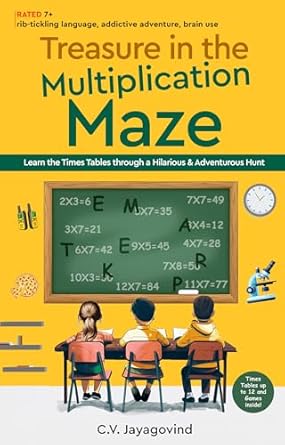 RATED 7+
rib-tickling language, addictive adventure, brain use
Treasure in the
Multiplication
Maze
Learn the Times Tables through a Hilarious & Adventurous Hunt
2X3=6 E M 7X7=49
5X7=35 A
3X7=21 3X4=12
T 6X7=42 E 9X5=45 4X7=28
7X8=50 R
10X3=30 K P
12X7=84 11X7=77
Times
Tables up
to 12 and
Games
Inside!
C.V. Jayagovind